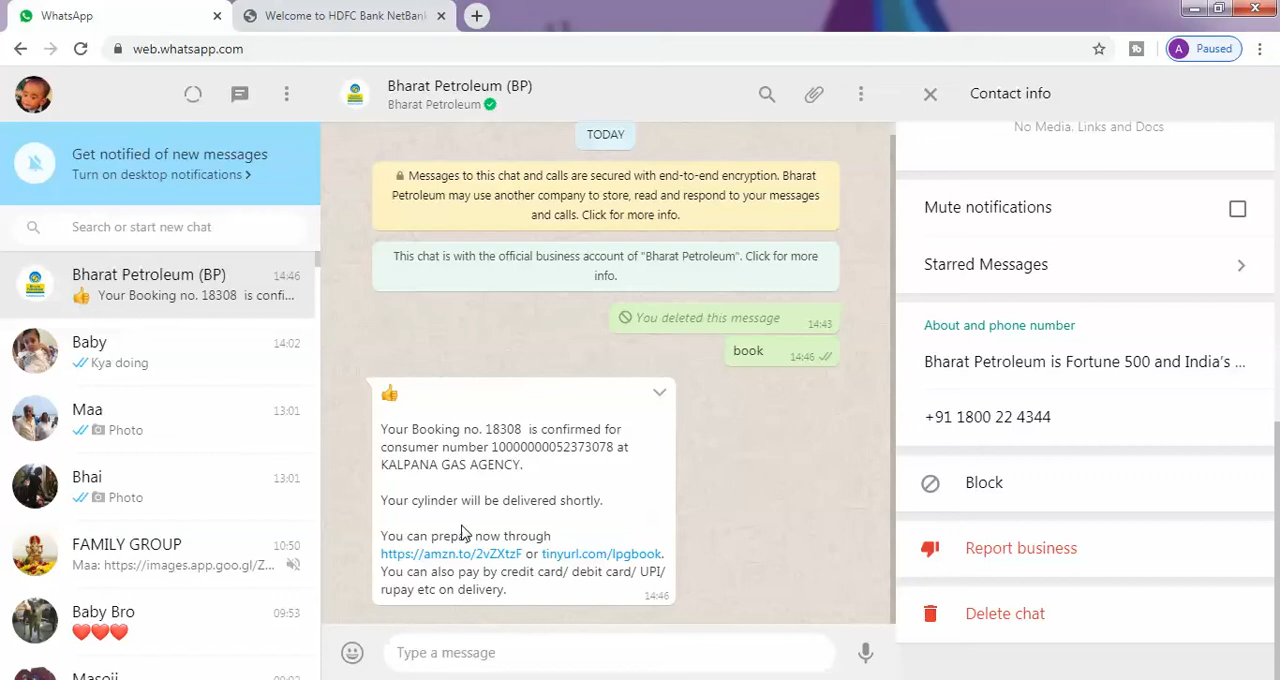 WhatsApp
Welcome to HDFC Bank NetBank
web.whatsapp.com
A Paused
Get notified of new messages
Turn on desktop notifications >
Search or start new chat
Bharat Petroleum (BP) 14:46
👍 Your Booking no. 18308 is confi...
Baby 14:02
Kya doing
Maa 13:01
Photo
Bhai 13:01
Photo
FAMILY GROUP 10:50
Maa: https://images.app.goo.gl/Z...
Baby Bro 09:53
❤️❤️❤️
Bharat Petroleum (BP)
Bharat Petroleum
TODAY
Messages to this chat and calls are secured with end-to-end encryption. Bharat
Petroleum may use another company to store, read and respond to your messages
and calls. Click for more info.
This chat is with the official business account of "Bharat Petroleum". Click for more
info.
You deleted this message 14:43
book 14:46
👍
Your Booking no. 18308 is confirmed for
consumer number 10000000052373078 at
KALPANA GAS AGENCY.
Your cylinder will be delivered shortly.
You can prepay now through
https://amzn.to/2vZXtzF or tinyurl.com/lpgbook.
You can also pay by credit card/ debit card/ UPI/
rupay etc on delivery. 14:46
Type a message
Contact info
No Media, Links and Docs
Mute notifications
Starred Messages
About and phone number
Bharat Petroleum is Fortune 500 and India's ...
+91 1800 22 4344
Block
Report business
Delete chat